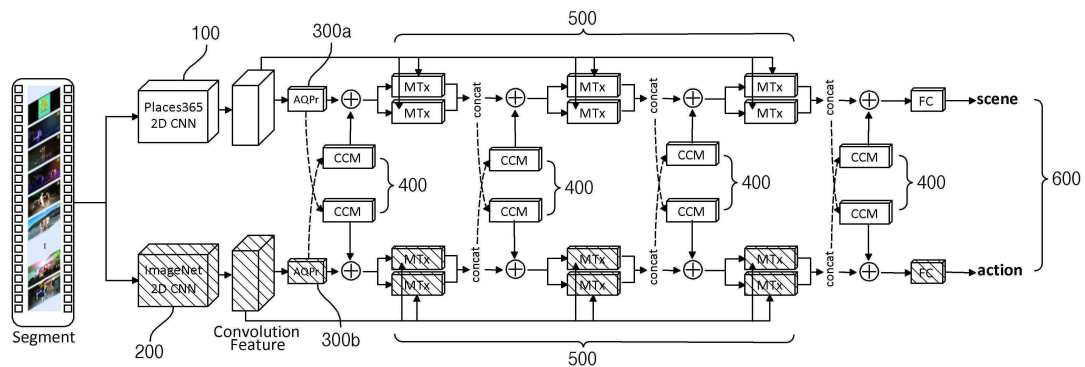 500
100
300a
Places365
2D CNN
AQPr
MTx
MTx
concat
MTx
MTx
concat
MTx
MTx
concat
FC
scene
CCM
CCM
400
CCM
CCM
400
CCM
CCM
400
CCM
CCM
400
600
ImageNet
2D CNN
AQPr
MTx
MTx
concat
MTx
MTx
concat
MTx
MTx
concat
FC
action
Segment
200
Convolution
Feature
300b
500